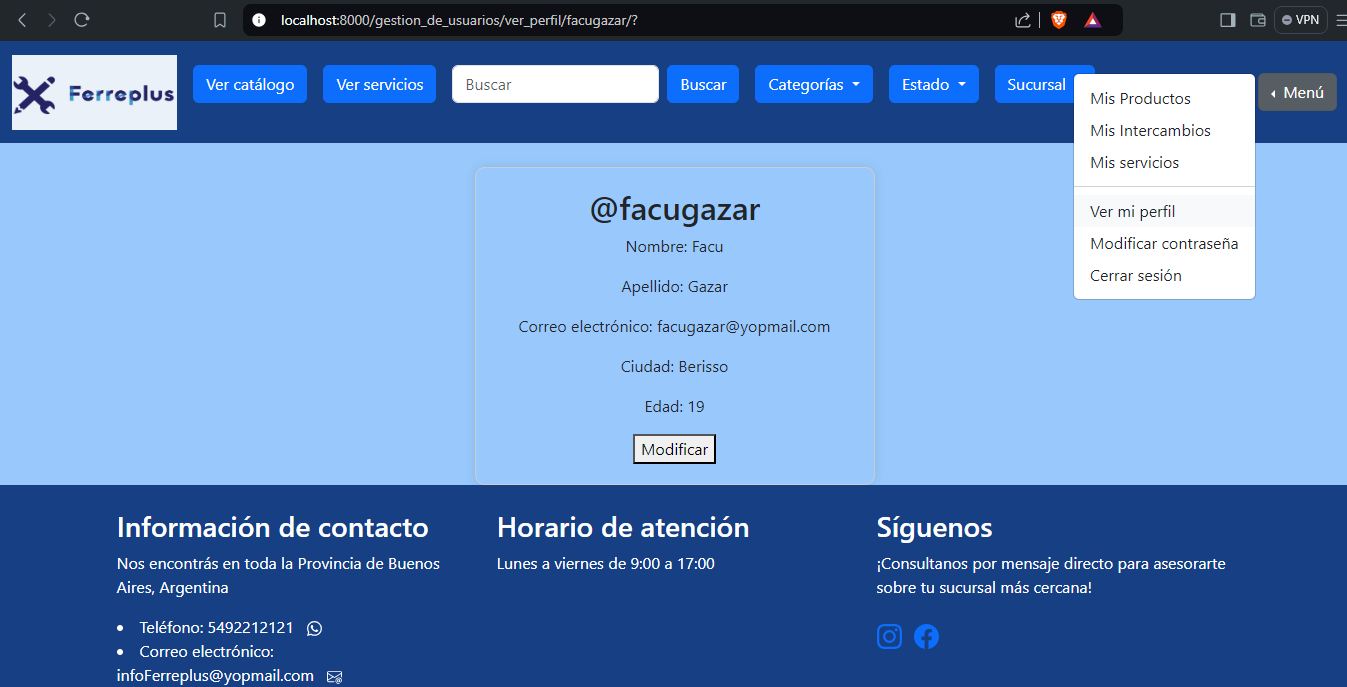 localhost:8000/gestion_de_usuarios/ver_perfil/facugazar/?
VPN
Ferreplus
Ver catálogo
Ver servicios
Buscar
Buscar
Categorías
Estado
Sucursal
Menú
Mis Productos
Mis Intercambios
Mis servicios
Ver mi perfil
Modificar contraseña
Cerrar sesión
@facugazar
Nombre: Facu
Apellido: Gazar
Correo electrónico: facugazar@yopmail.com
Ciudad: Berisso
Edad: 19
Modificar
Información de contacto
Nos encontrás en toda la Provincia de Buenos
Aires, Argentina
• Teléfono: 5492212121
• Correo electrónico:
infoFerreplus@yopmail.com
Horario de atención
Lunes a viernes de 9:00 a 17:00
Síguenos
¡Consultanos por mensaje directo para asesorarte
sobre tu sucursal más cercana!